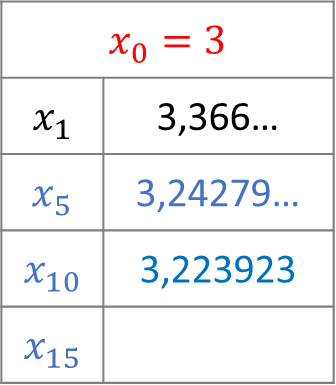 x₀ = 3
x₁ 3,366...
x₅ 3,24279...
x₁₀ 3,223923
x₁₅